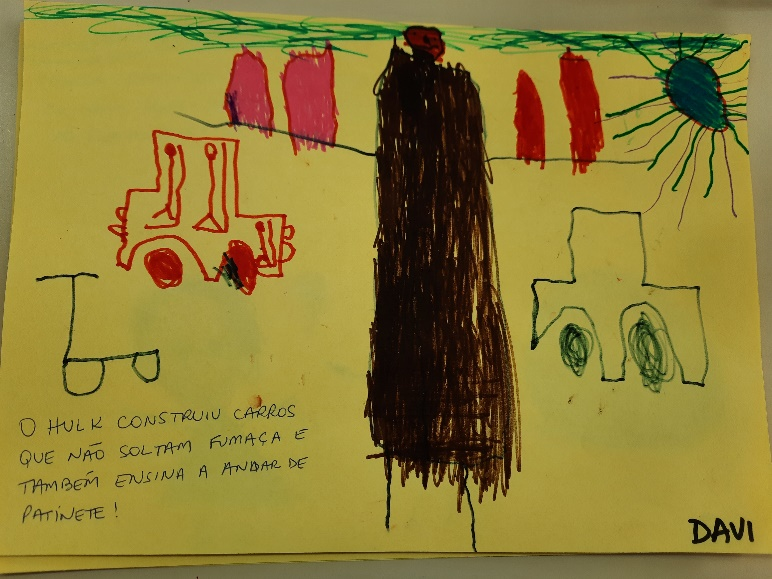 O HULK CONSTRUIU CARROS
QUE NÃO SOLTAM FUMAÇA E
TAMBÉM ENSINA A ANDAR DE
PATINETE!
DAVI